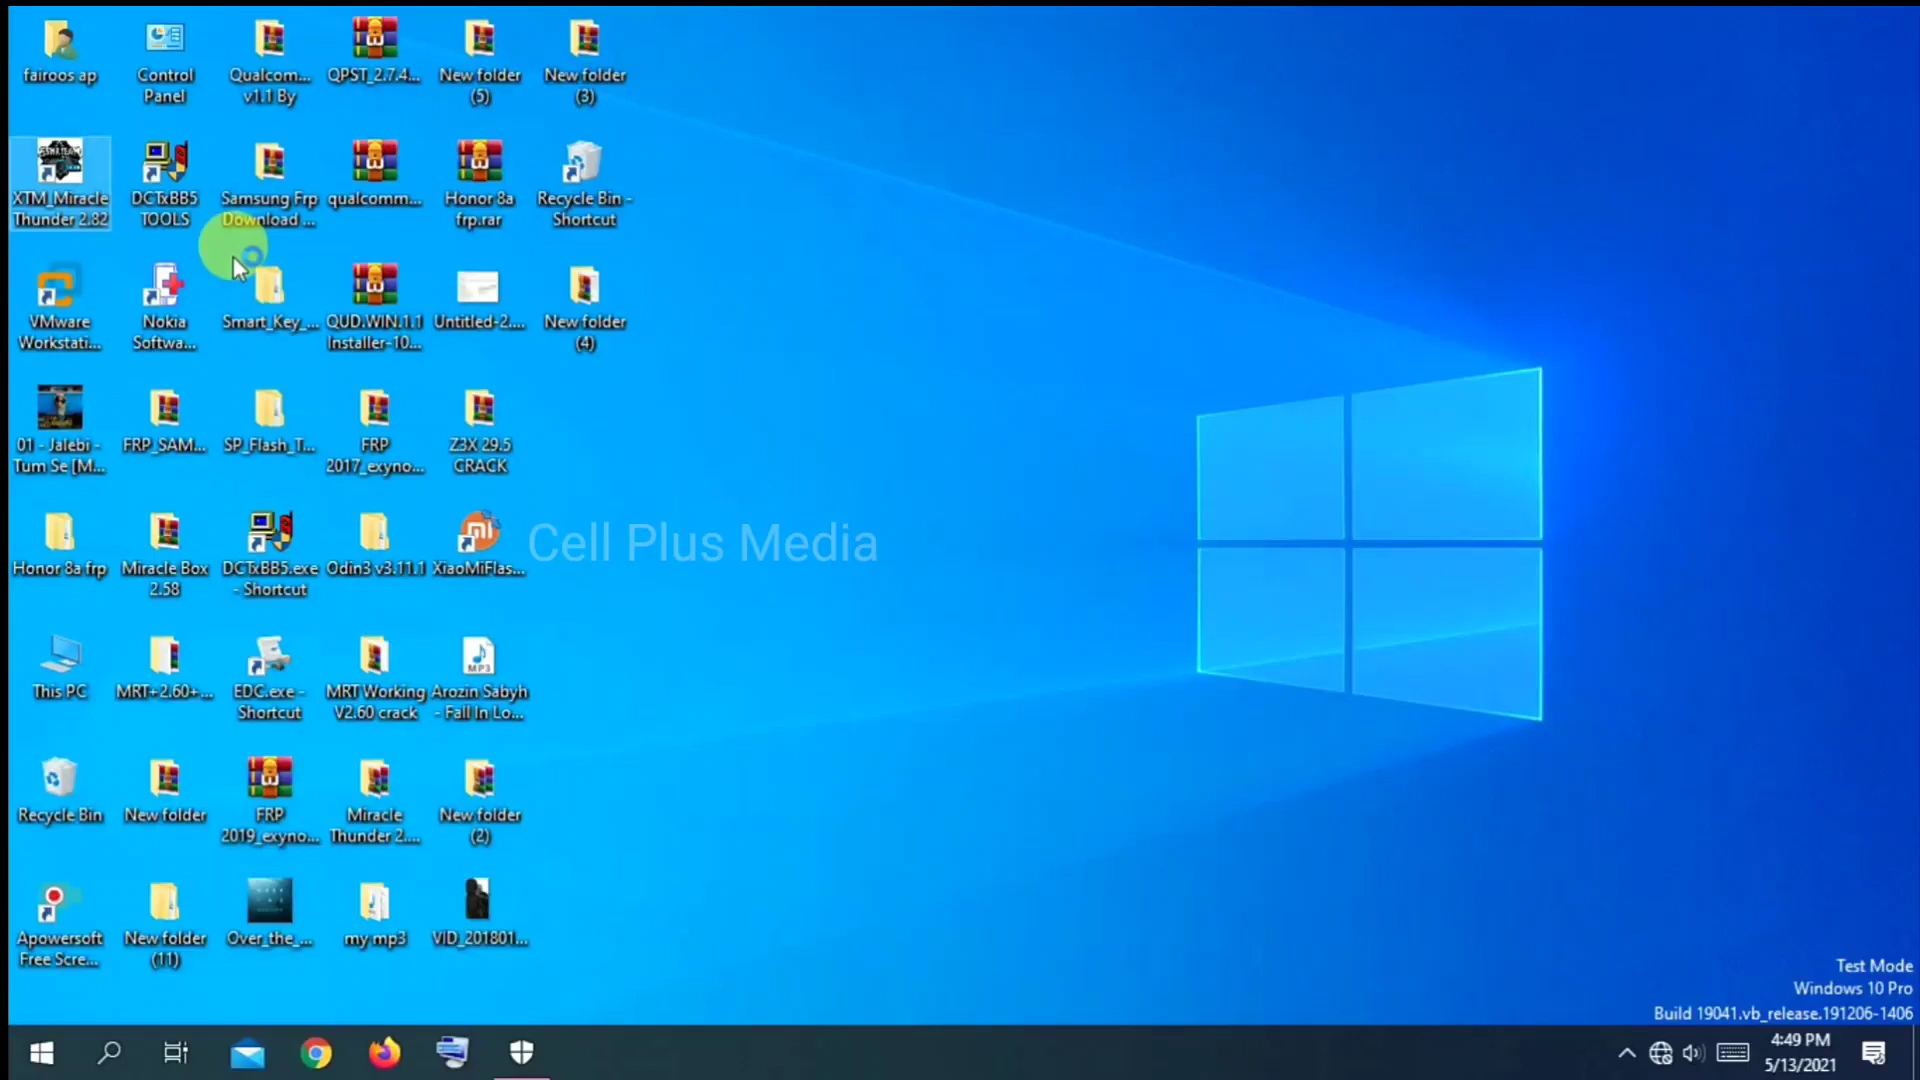 fairoos ap
Control
Panel
Qualcom...
v1.1 By
QPST_2.7.4...
New folder
(5)
New folder
(3)
XTM_Miracle
Thunder 2.82
DCTxBB5
TOOLS
Samsung Frp
Download ...
qualcomm...
Honor 8a
frp.rar
Recycle Bin -
Shortcut
VMware
Workstati...
Nokia
Softwa...
Smart_Key_...
QUD.WIN.1.1
Installer-10...
Untitled-2....
New folder
(4)
01 - Jalebi -
Tum Se [M...
FRP_SAM...
SP_Flash_T...
FRP
2017_exyno...
Z3X 29.5
CRACK
Honor 8a frp
Miracle Box
2.58
DCTxBB5.exe
- Shortcut
Odin3 v3.11.1
XiaoMiFlas...
Cell Plus Media
This PC
MRT+2.60+...
EDC.exe -
Shortcut
MRT Working
V2.60 crack
MP3
Arozin Sabyh
- Fall In Lo...
Recycle Bin
New folder
FRP
2019_exyno...
Miracle
Thunder 2....
New folder
(2)
Apowersoft
Free Scre...
New folder
(11)
Over_the_...
my mp3
VID_201801...
Test Mode
Windows 10 Pro
Build 19041.vb_release.191206-1406
4:49 PM
5/13/2021